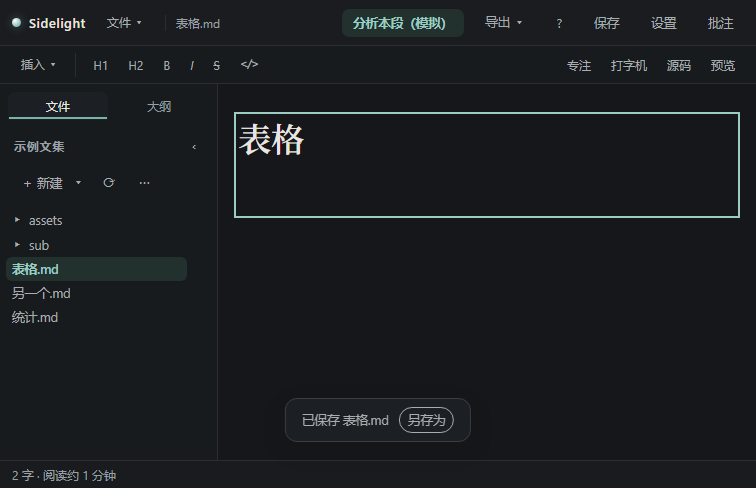 Sidelight 文件 表格.md 分析本段（模拟） 导出 ? 保存 设置 批注
插入 H1 H2 B I S </> 专注 打字机 源码 预览
文件 大纲
示例文集
+ 新建
assets
sub
表格.md
另一个.md
统计.md
表格
已保存 表格.md 另存为
2 字 · 阅读约 1 分钟